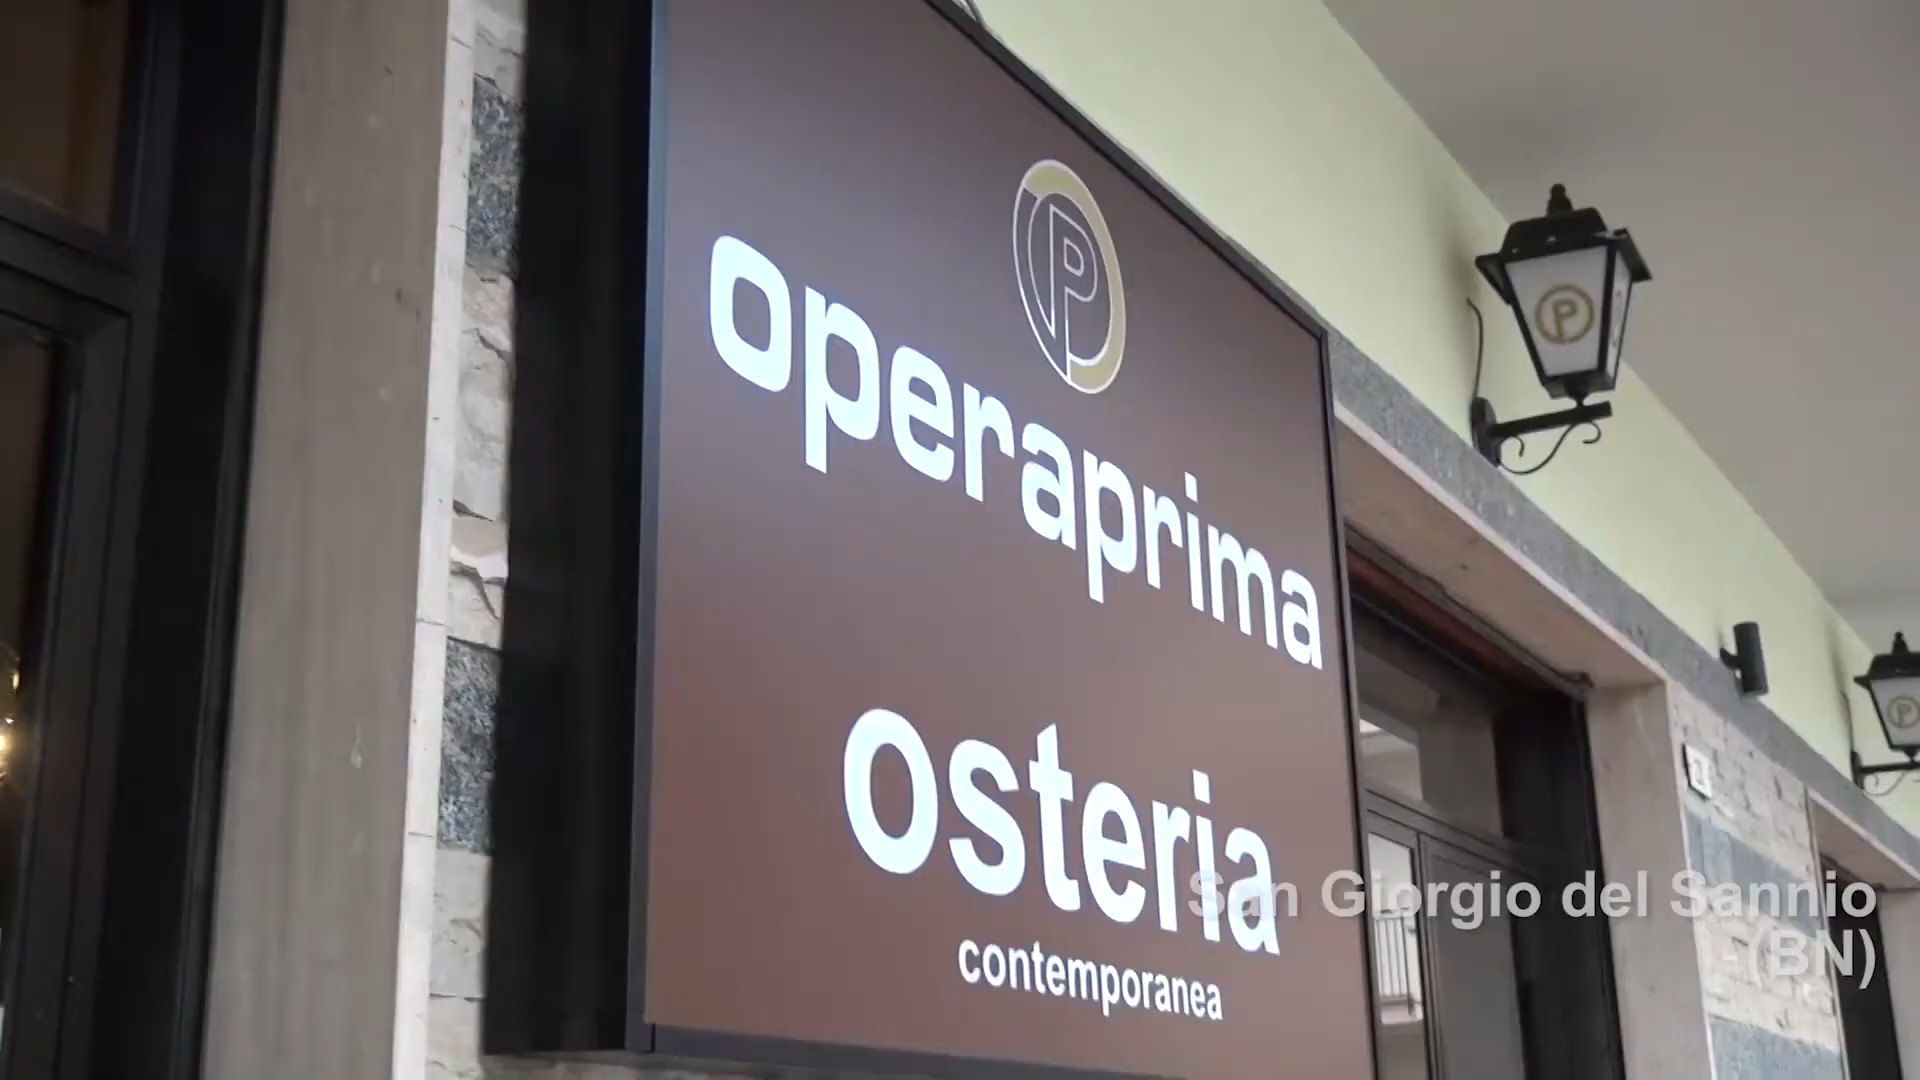 P
operaprima
osteria
contemporanea
P
P
San Giorgio del Sannio
- (BN)